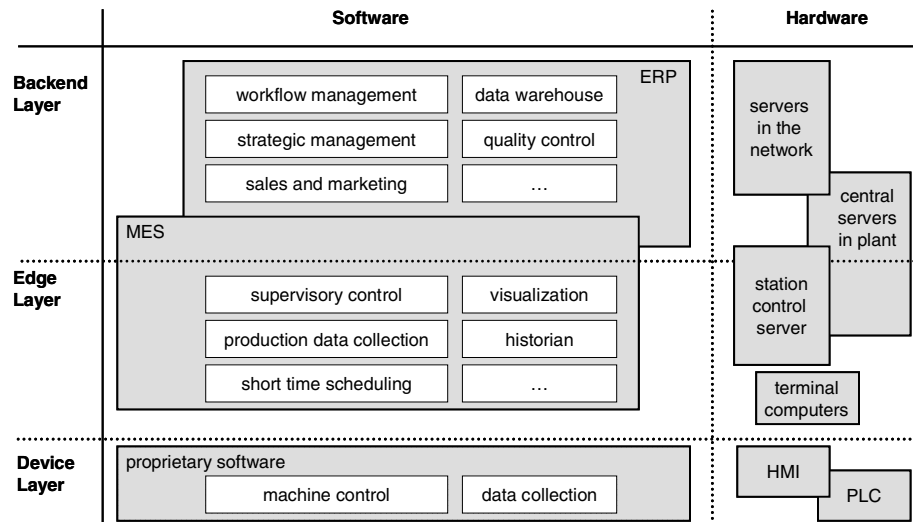 Software
Hardware
Backend
Layer
ERP
workflow management
data warehouse
strategic management
quality control
sales and marketing
…
servers
in the
network
central
servers
in plant
MES
Edge
Layer
supervisory control
visualization
production data collection
historian
short time scheduling
…
station
control
server
terminal
computers
Device
Layer
proprietary software
machine control
data collection
HMI
PLC